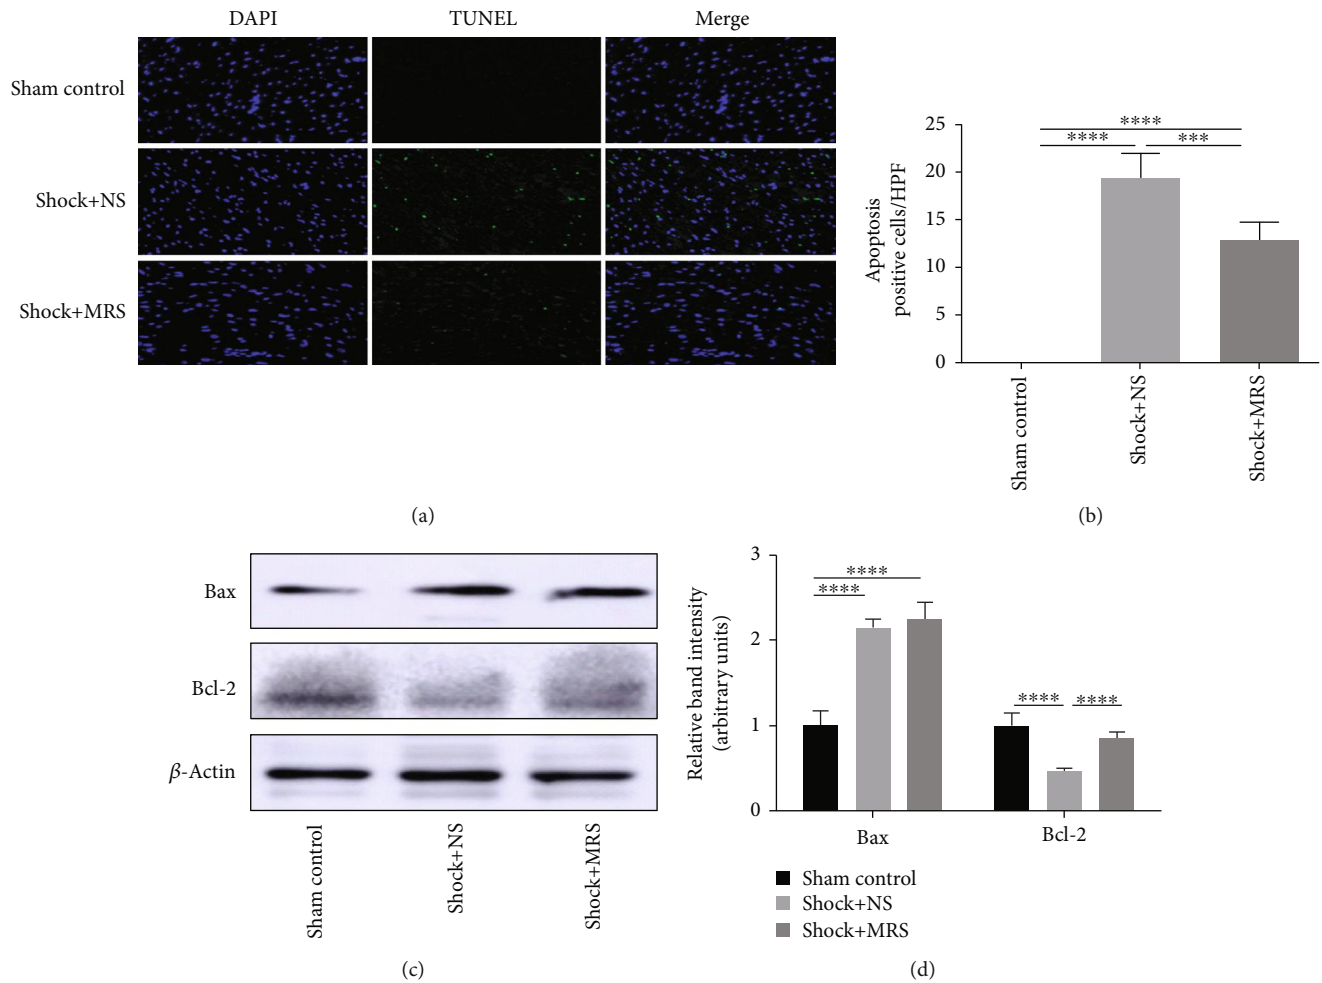 DAPI TUNEL Merge
Sham control
Shock+NS
Shock+MRS
(a)
Apoptosis
positive cells/HPF
25
20
15
10
5
0
****
**** ***
Sham control
Shock+NS
Shock+MRS
(b)
Bax
Bcl-2
β-Actin
Sham control
Shock+NS
Shock+MRS
(c)
Relative band intensity
(arbitrary units)
3
2
1
0
****
****
**** ****
Bax Bcl-2
Sham control
Shock+NS
Shock+MRS
(d)